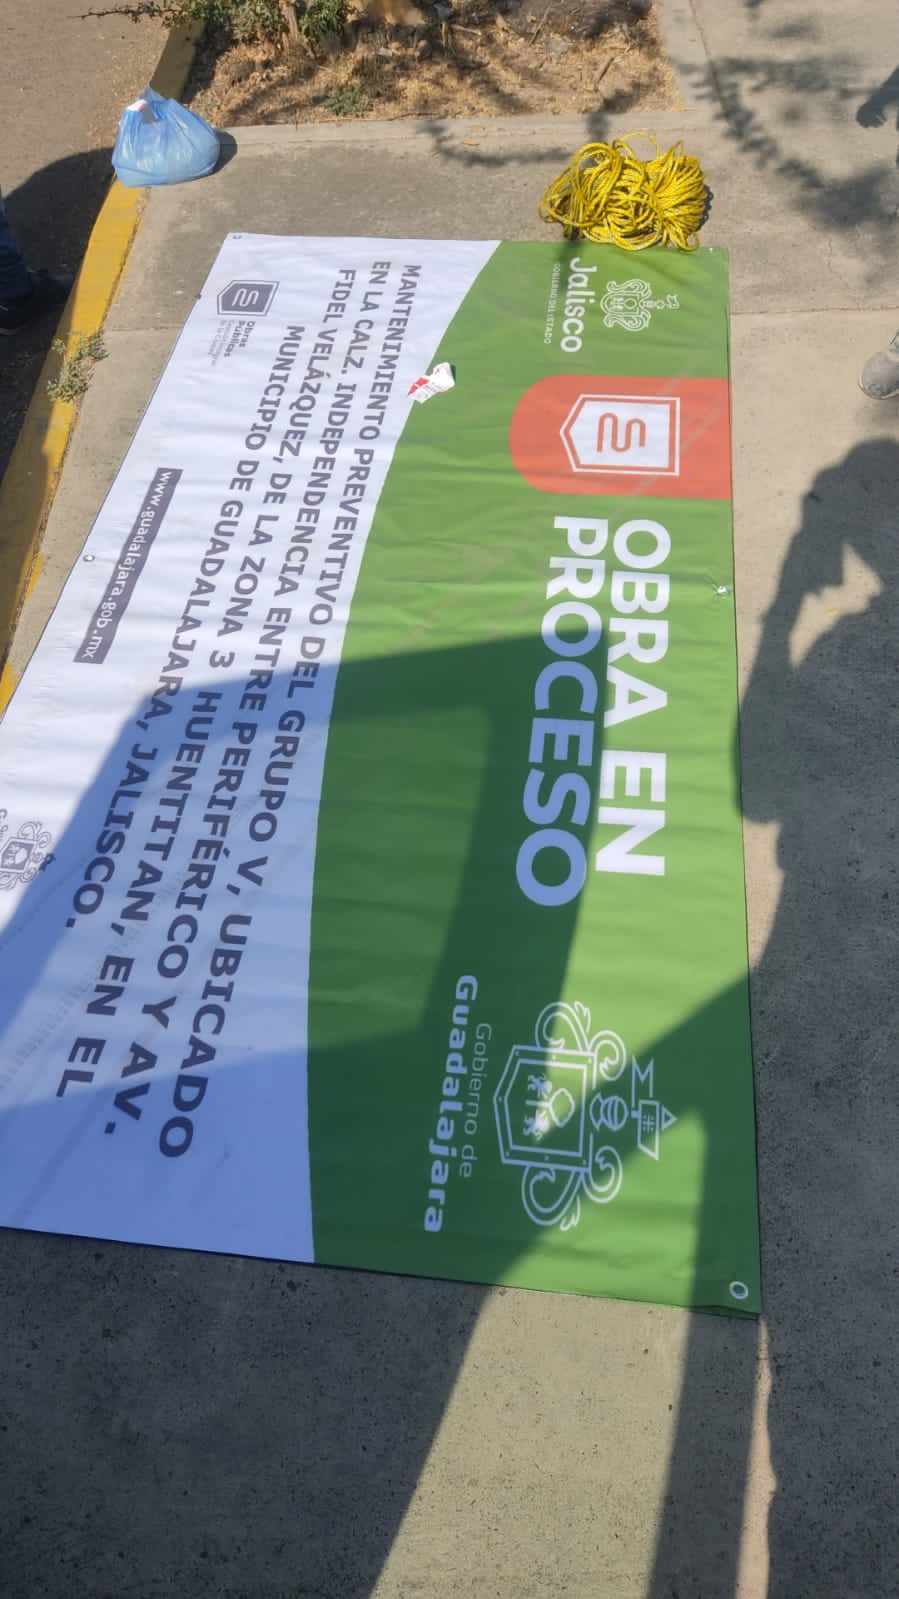 Jalisco
GOBIERNO DEL ESTADO
OBRA EN
PROCESO
Gobierno de
Guadalajara
MANTENIMIENTO PREVENTIVO DEL GRUPO V, UBICADO
EN LA CALZ. INDEPENDENCIA ENTRE PERIFÉRICO Y AV.
FIDEL VELÁZQUEZ, DE LA ZONA 3 HUENTITAN, EN EL
MUNICIPIO DE GUADALAJARA, JALISCO.
Obras
Públicas
www.guadalajara.gob.mx